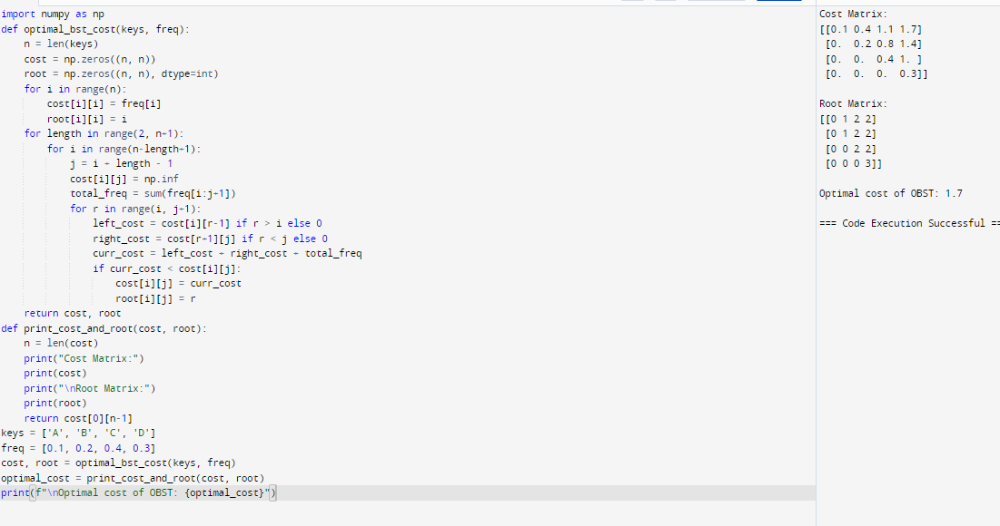 import numpy as np
def optimal_bst_cost(keys, freq):
    n = len(keys)
    cost = np.zeros((n, n))
    root = np.zeros((n, n), dtype=int)
    for i in range(n):
        cost[i][i] = freq[i]
        root[i][i] = i
    for length in range(2, n+1):
        for i in range(n-length+1):
            j = i + length - 1
            cost[i][j] = np.inf
            total_freq = sum(freq[i:j+1])
            for r in range(i, j+1):
                left_cost = cost[i][r-1] if r > i else 0
                right_cost = cost[r+1][j] if r < j else 0
                curr_cost = left_cost + right_cost + total_freq
                if curr_cost < cost[i][j]:
                    cost[i][j] = curr_cost
                    root[i][j] = r
    return cost, root
def print_cost_and_root(cost, root):
    n = len(cost)
    print("Cost Matrix:")
    print(cost)
    print("\nRoot Matrix:")
    print(root)
    return cost[0][n-1]
keys = ['A', 'B', 'C', 'D']
freq = [0.1, 0.2, 0.4, 0.3]
cost, root = optimal_bst_cost(keys, freq)
optimal_cost = print_cost_and_root(cost, root)
print(f"\nOptimal cost of OBST: {optimal_cost}")
Cost Matrix:
[[0.1 0.4 1.1 1.7]
 [0.  0.2 0.8 1.4]
 [0.  0.  0.4 1. ]
 [0.  0.  0.  0.3]]
Root Matrix:
[[0 1 2 2]
 [0 1 2 2]
 [0 0 2 2]
 [0 0 0 3]]
Optimal cost of OBST: 1.7
=== Code Execution Successful ==